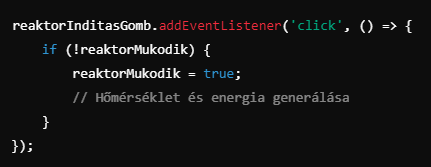 reaktorInditasGomb.addEventListener('click', () => {
    if (!reaktorMukodik) {
        reaktorMukodik = true;
        // Hőmérséklet és energia generálása
    }
});